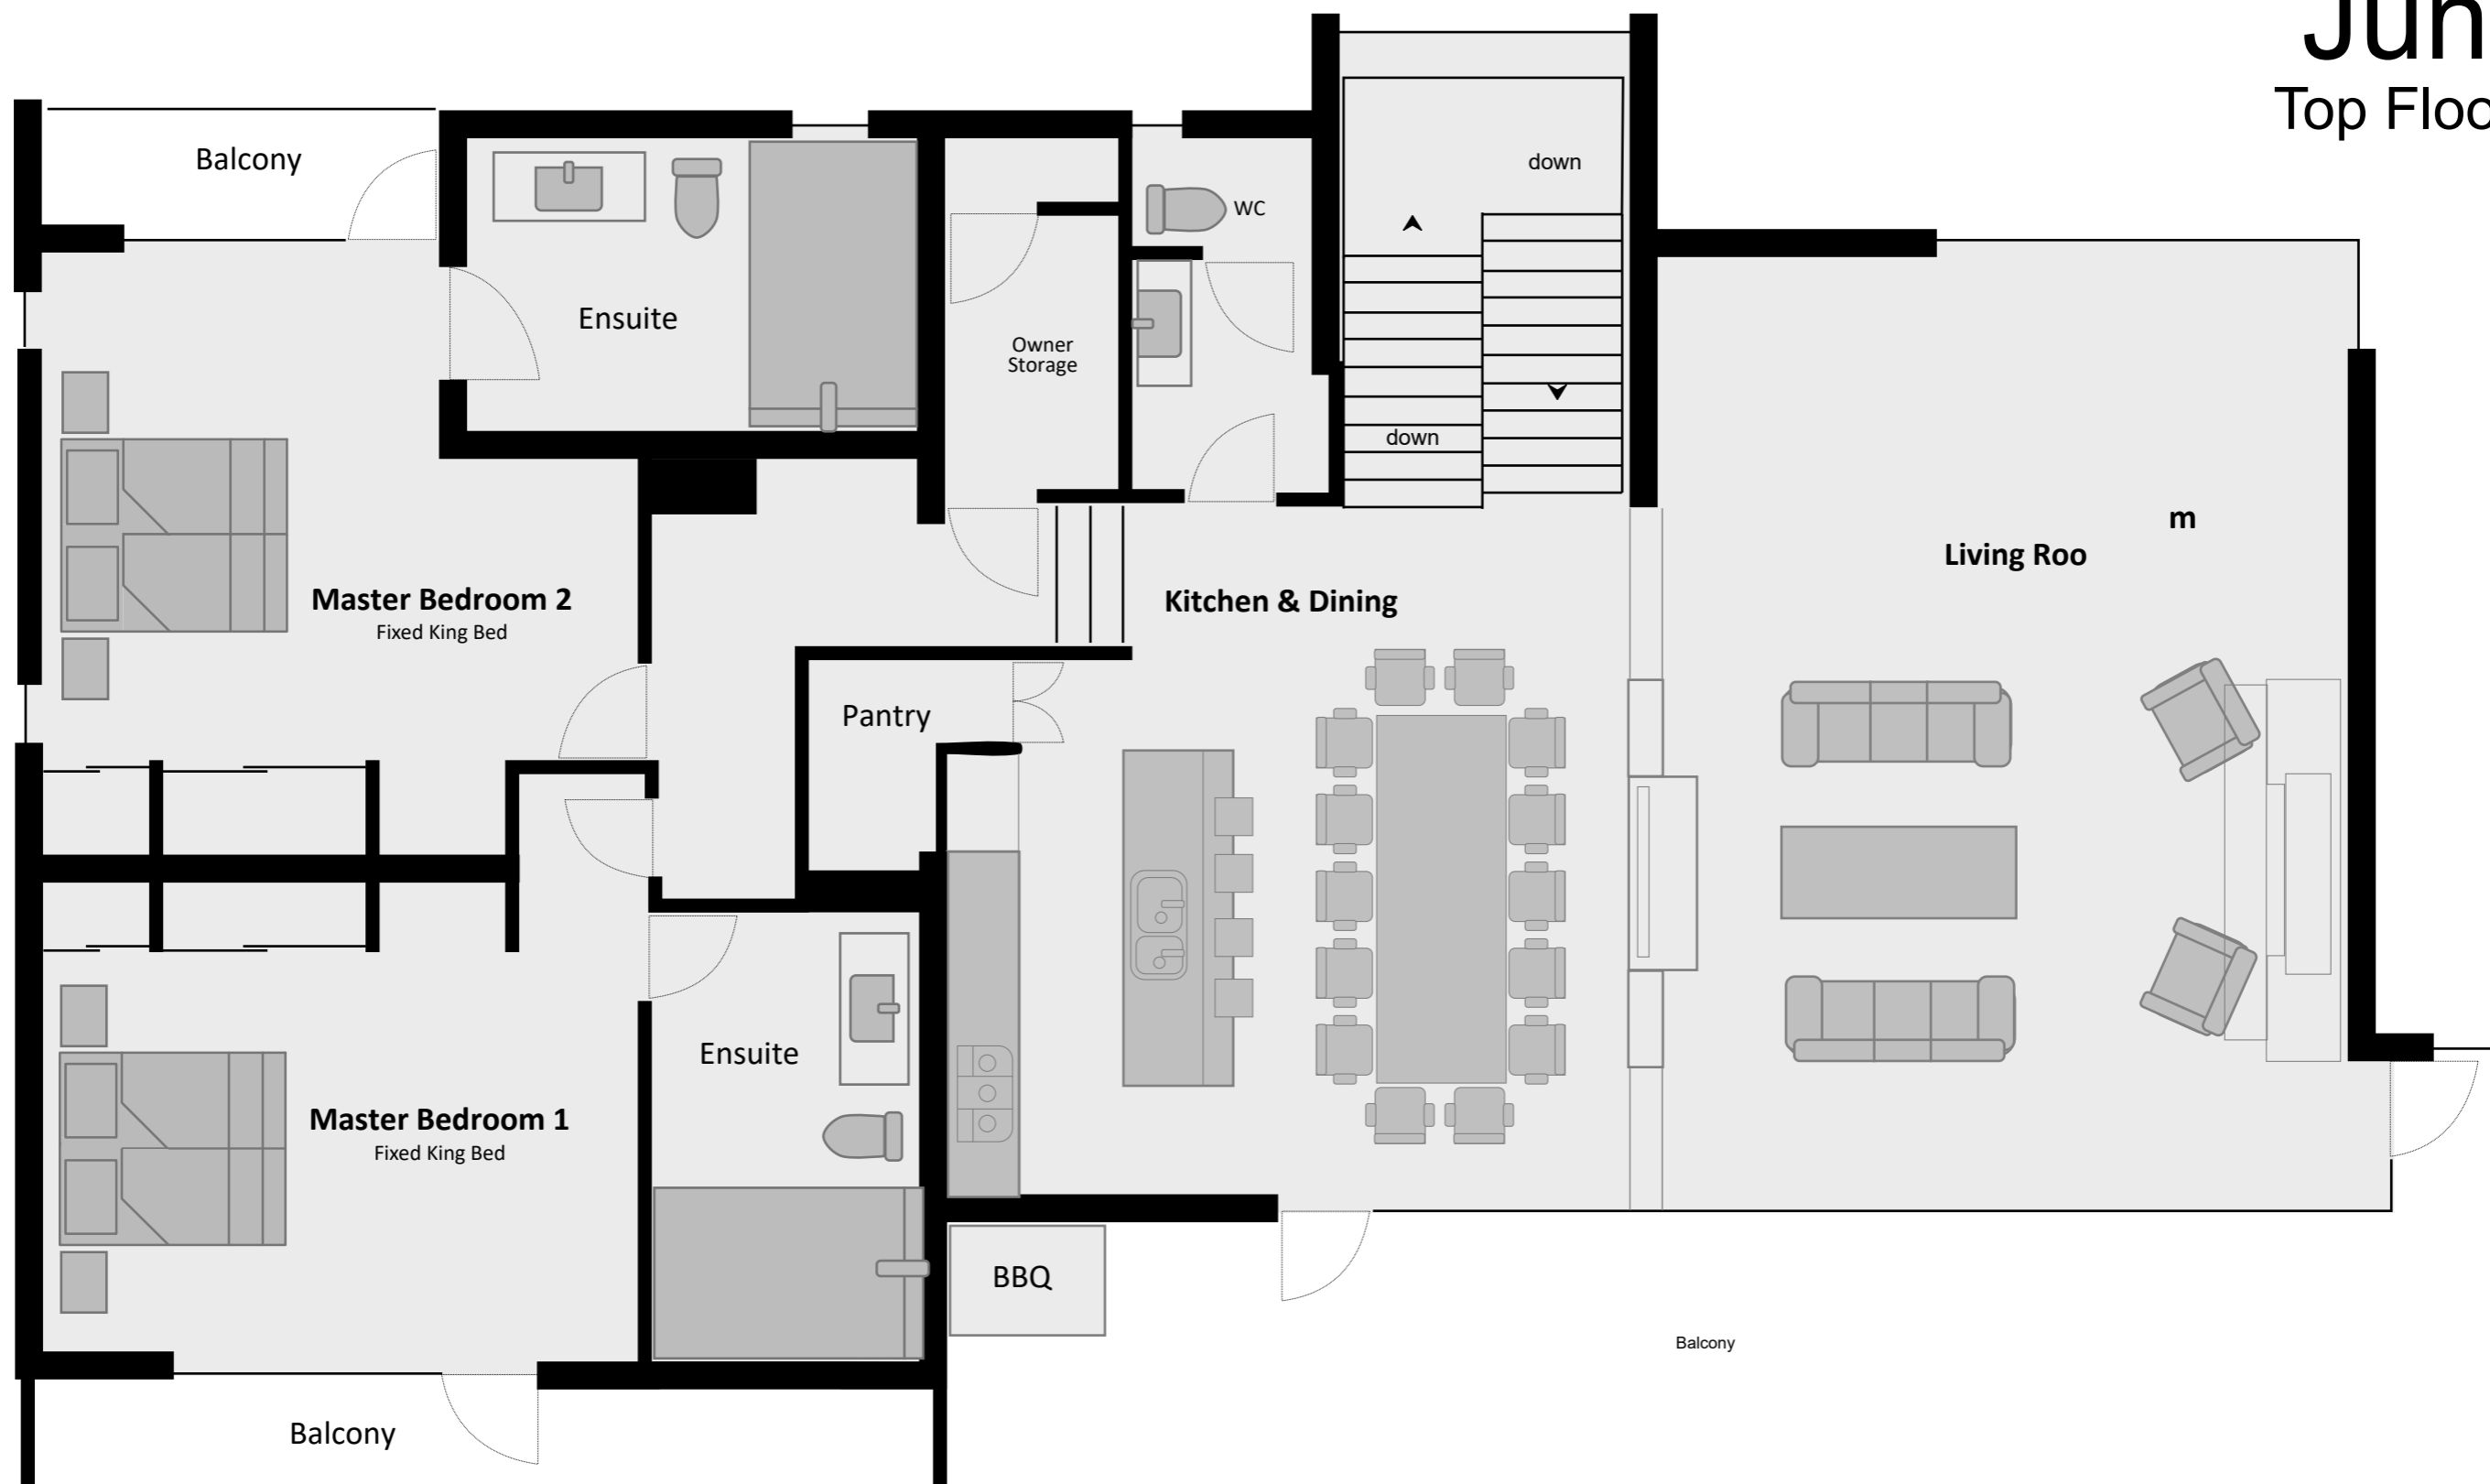 Jun
Top Floo
Balcony
down
WC
Ensuite
Owner
Storage
down
m
Living Roo
Master Bedroom 2
Fixed King Bed
Kitchen & Dining
Pantry
Ensuite
Master Bedroom 1
Fixed King Bed
BBQ
Balcony
Balcony